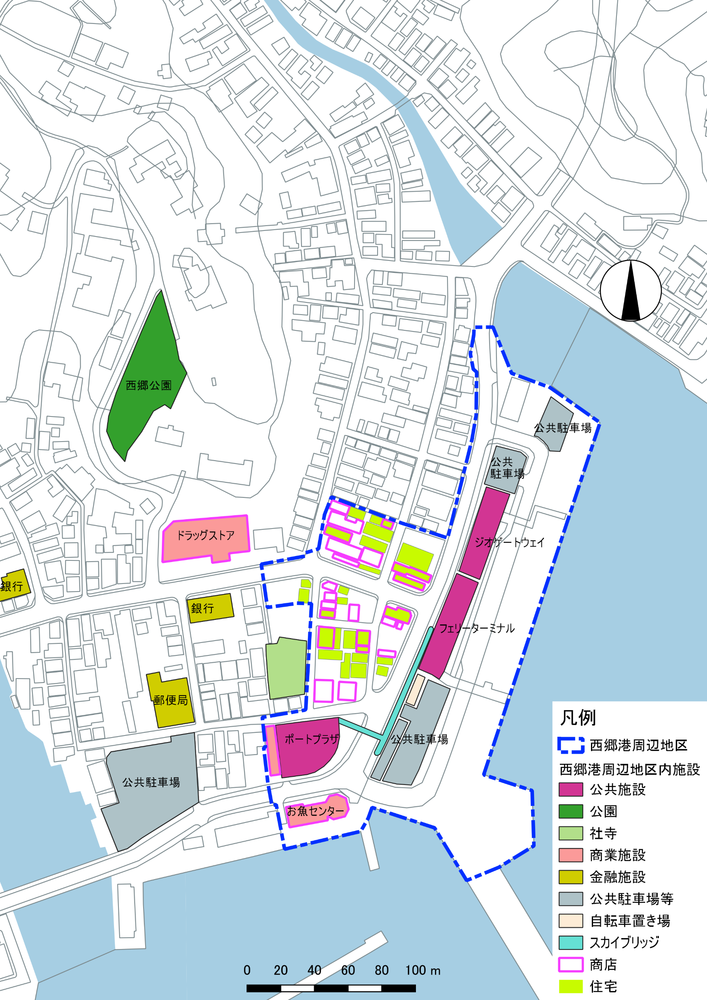 西郷公園
公共駐車場
公共
駐車場
ドラッグストア
ジオゲートウェイ
銀行
銀行
フェリーターミナル
郵便局
ポートプラザ
公共駐車場
公共駐車場
お魚センター
凡例
西郷港周辺地区
西郷港周辺地区内施設
公共施設
公園
社寺
商業施設
金融施設
公共駐車場等
自転車置き場
スカイブリッジ
商店
住宅
0 20 40 60 80 100 m